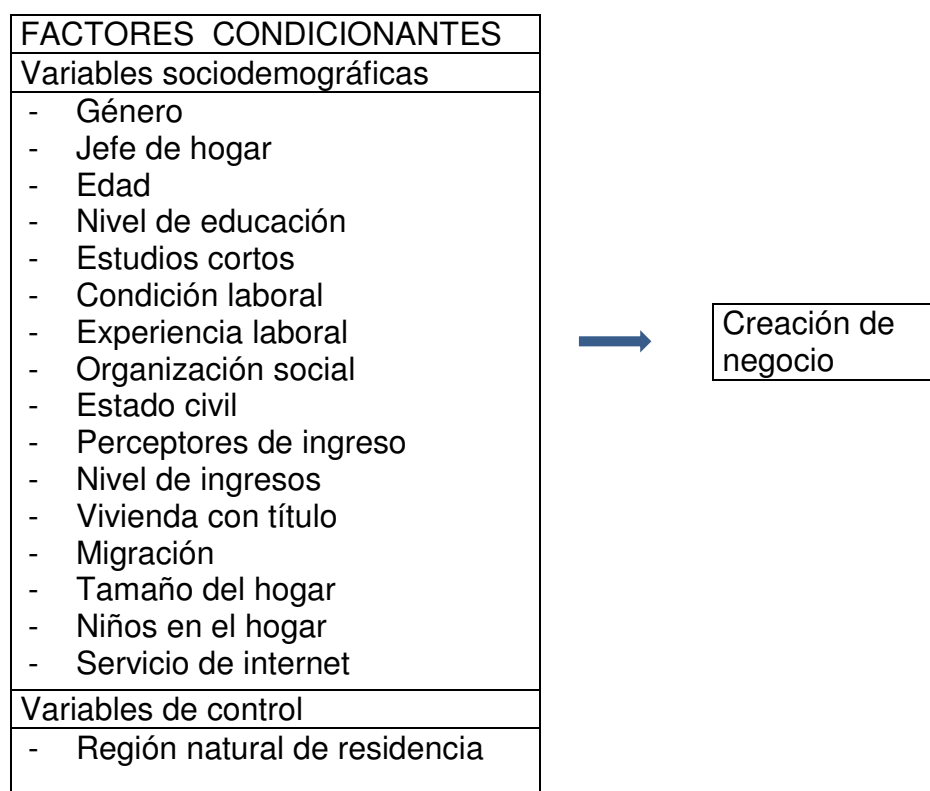 FACTORES CONDICIONANTES
Variables sociodemográficas
- Género
- Jefe de hogar
- Edad
- Nivel de educación
- Estudios cortos
- Condición laboral
- Experiencia laboral
- Organización social
- Estado civil
- Perceptores de ingreso
- Nivel de ingresos
- Vivienda con título
- Migración
- Tamaño del hogar
- Niños en el hogar
- Servicio de internet
Variables de control
- Región natural de residencia
Creación de
negocio